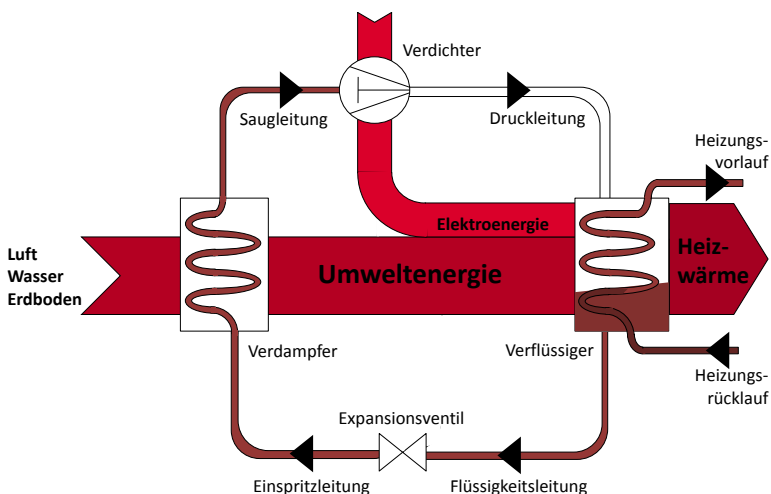 Verdichter
Saugleitung
Druckleitung
Heizungs-
vorlauf
Elektroenergie
Luft
Wasser
Erdboden
Umweltenergie
Heiz-
wärme
Verdampfer
Verflüssiger
Heizungs-
rücklauf
Expansionsventil
Einspritzleitung
Flüssigkeitsleitung